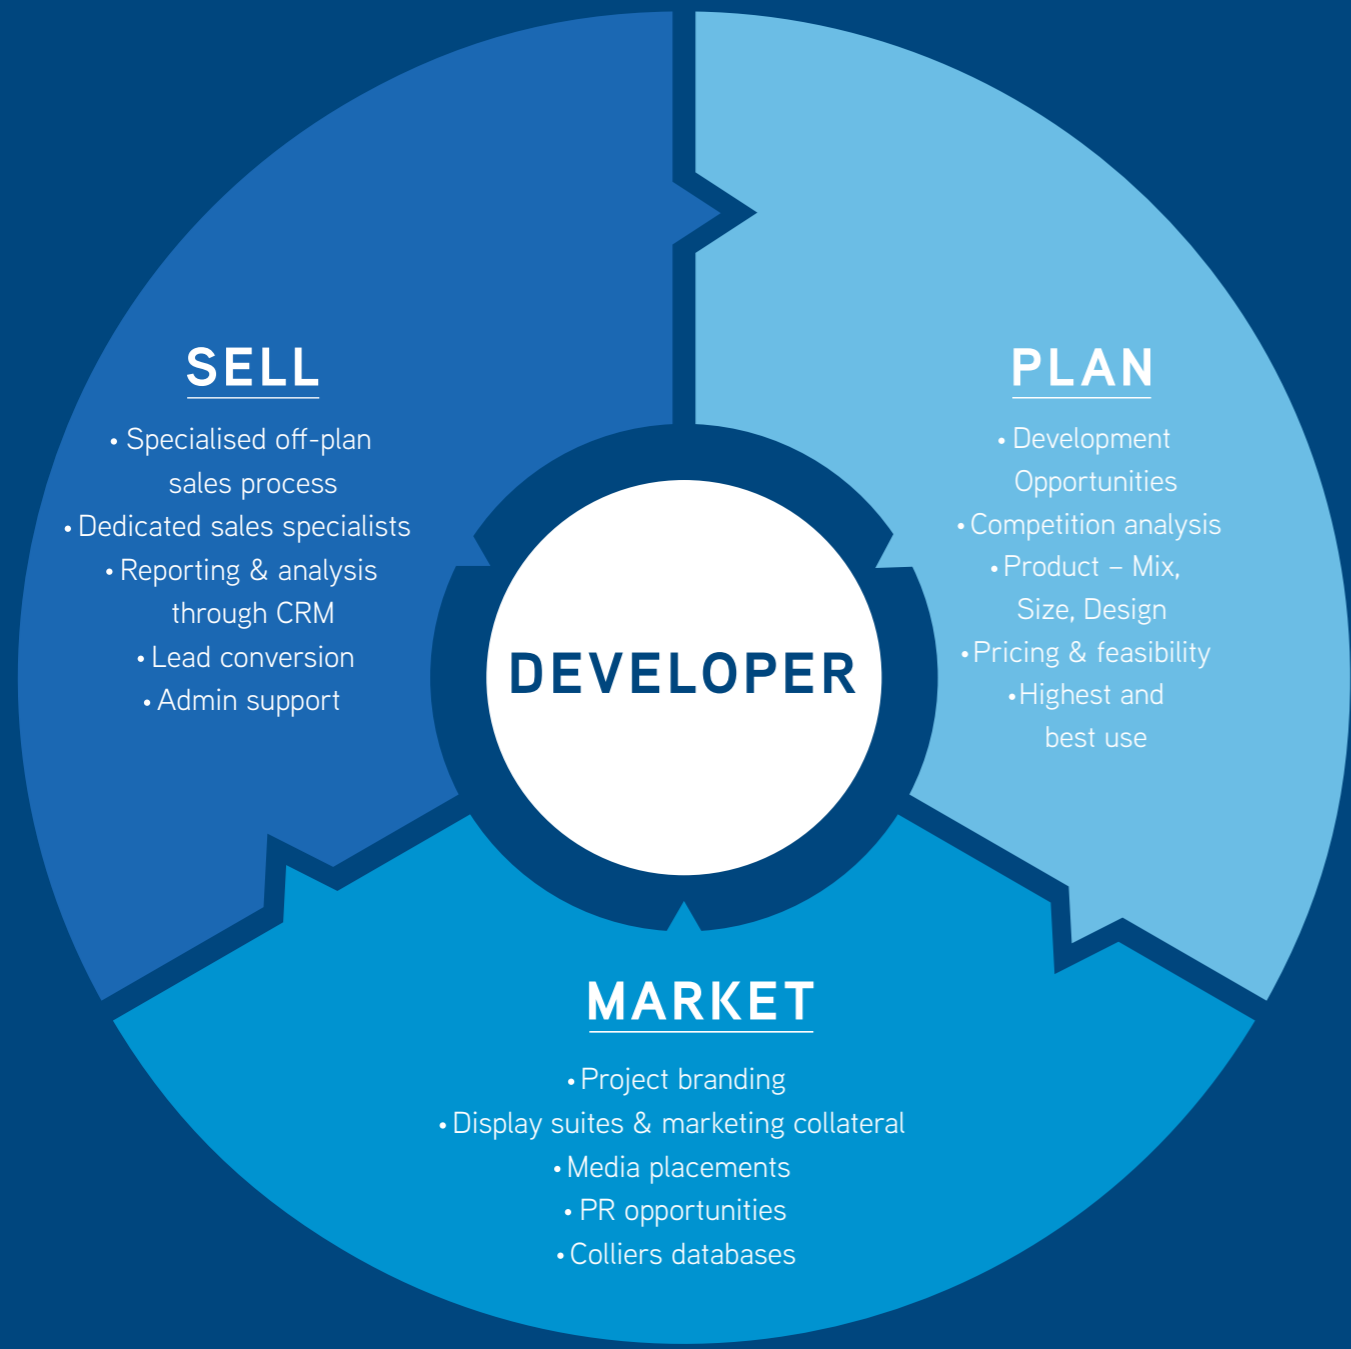 SELL
• Specialised off-plan
sales process
• Dedicated sales specialists
• Reporting & analysis
through CRM
• Lead conversion
• Admin support
PLAN
• Development
Opportunities
• Competition analysis
• Product – Mix,
Size, Design
• Pricing & feasibility
• Highest and
best use
DEVELOPER
MARKET
• Project branding
• Display suites & marketing collateral
• Media placements
• PR opportunities
• Colliers databases